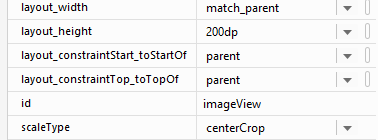 layout_width match_parent
layout_height 200dp
layout_constraintStart_toStartOf parent
layout_constraintTop_toTopOf parent
id imageView
scaleType centerCrop